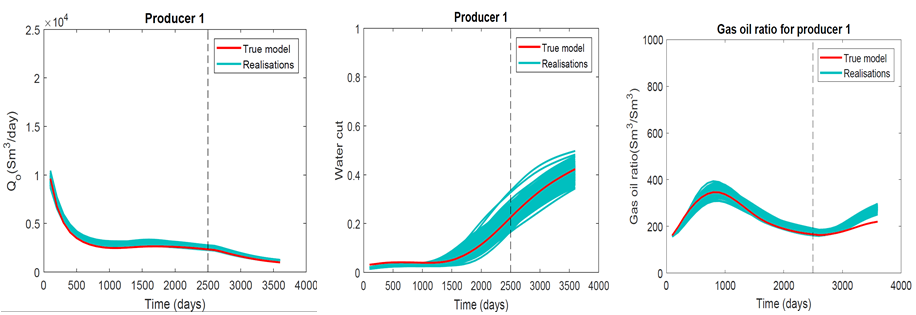 Producer 1
×10^4
2.5
2
1.5
1
0.5
0
Q_o(Sm^3/day)
0 500 1000 1500 2000 2500 3000 3500 4000
Time (days)
True model
Realisations
Producer 1
1
0.8
0.6
0.4
0.2
0
Water cut
0 500 1000 1500 2000 2500 3000 3500 4000
Time (days)
True model
Realisations
Gas oil ratio for producer 1
1000
800
600
400
200
0
Gas oil ratio(Sm^3/Sm^3)
0 1000 2000 3000 4000
Time (days)
True model
Realisations